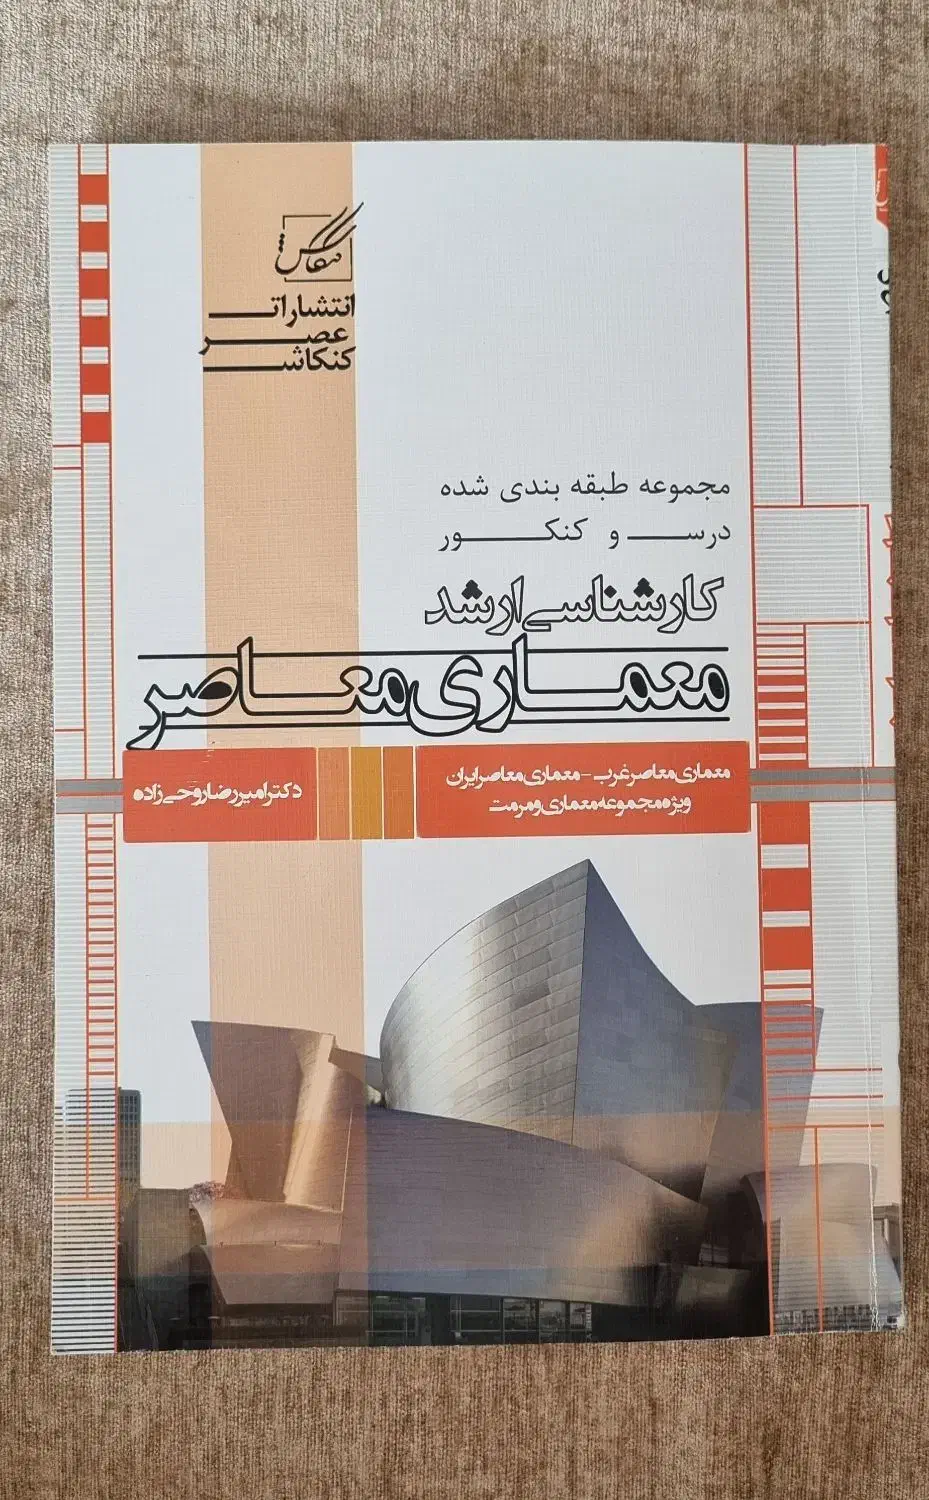 کنکاش
انتشارات
عصر
کنکاش
مجموعه طبقه بندی شده
درس و کنکور
کارشناسی ارشد
معماری معاصر
معماری معاصر غرب - معماری معاصر ایران
ویژه مجموعه معماری و مرمت
دکتر امیررضا روحی زاده